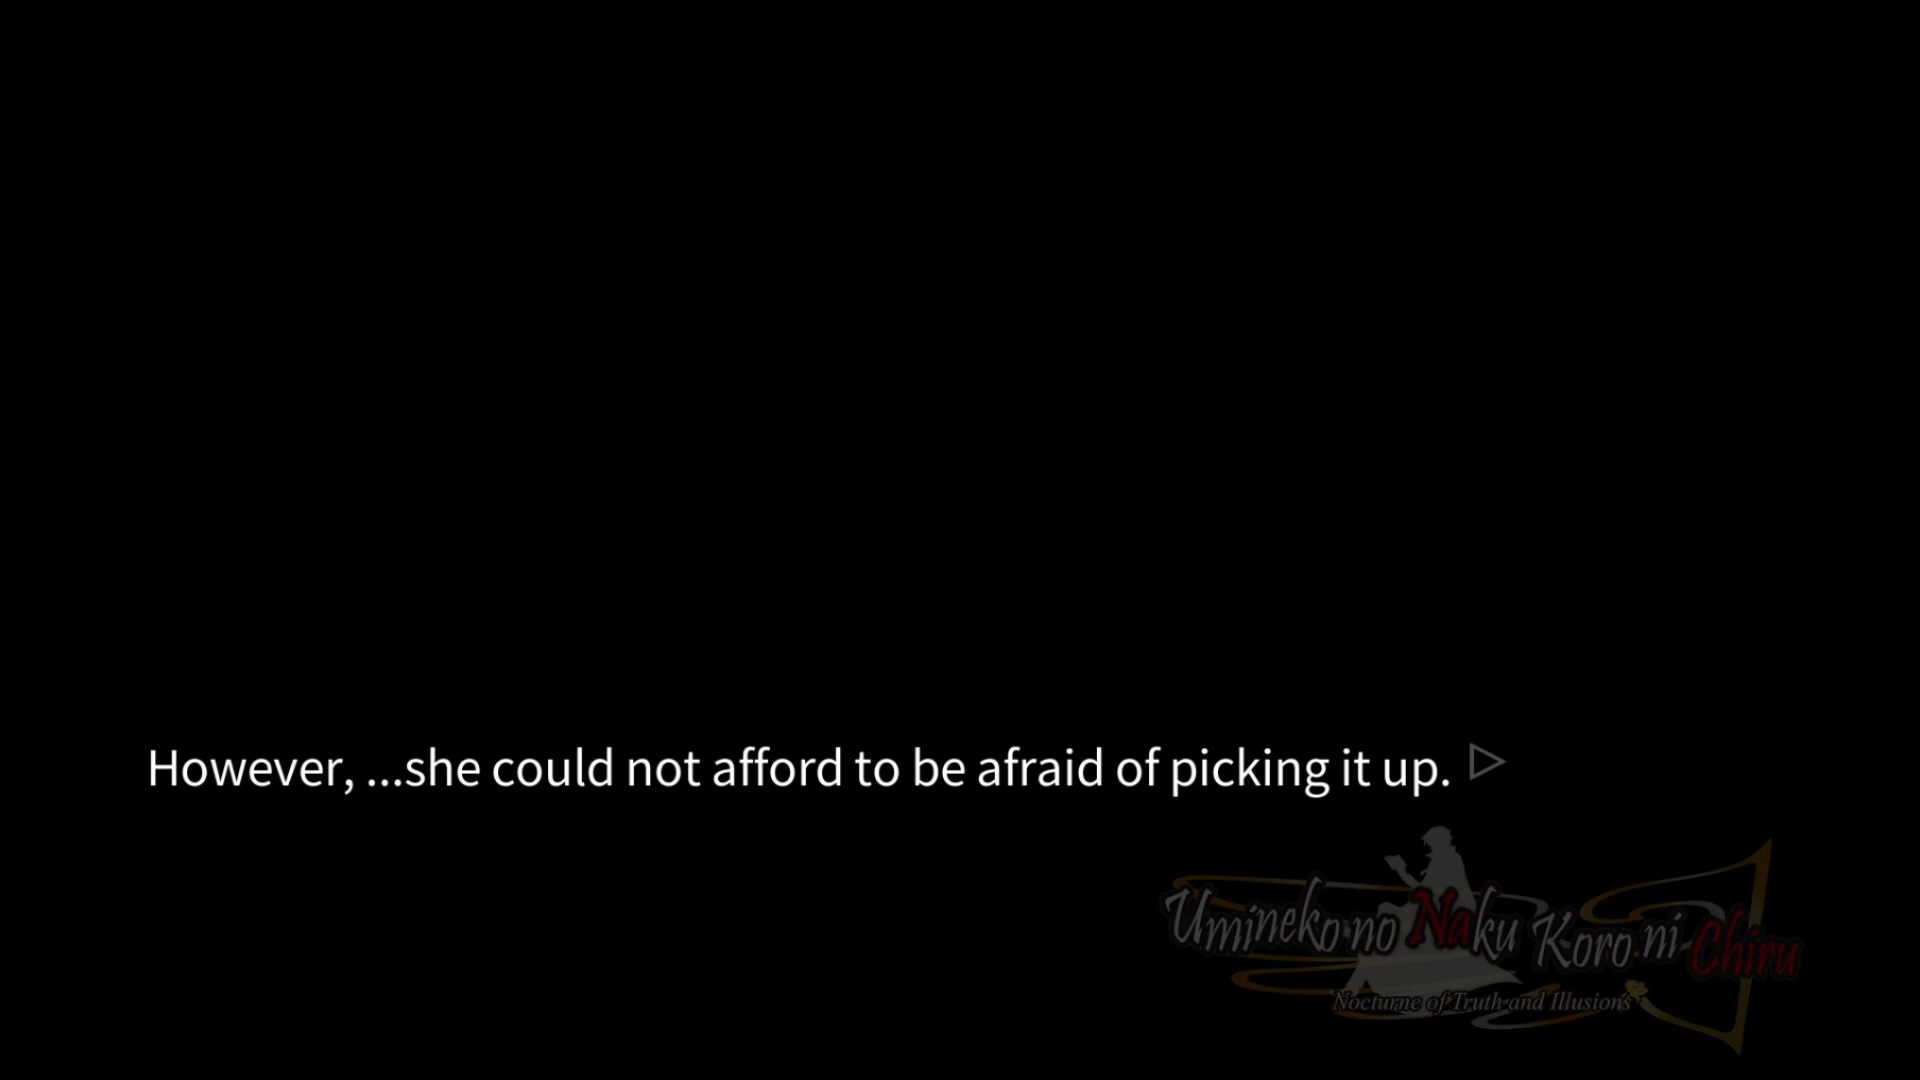 However, ...she could not afford to be afraid of picking it up.
Umineko no Naku Koro ni Chiru
Nocturne of Truth and Illusions